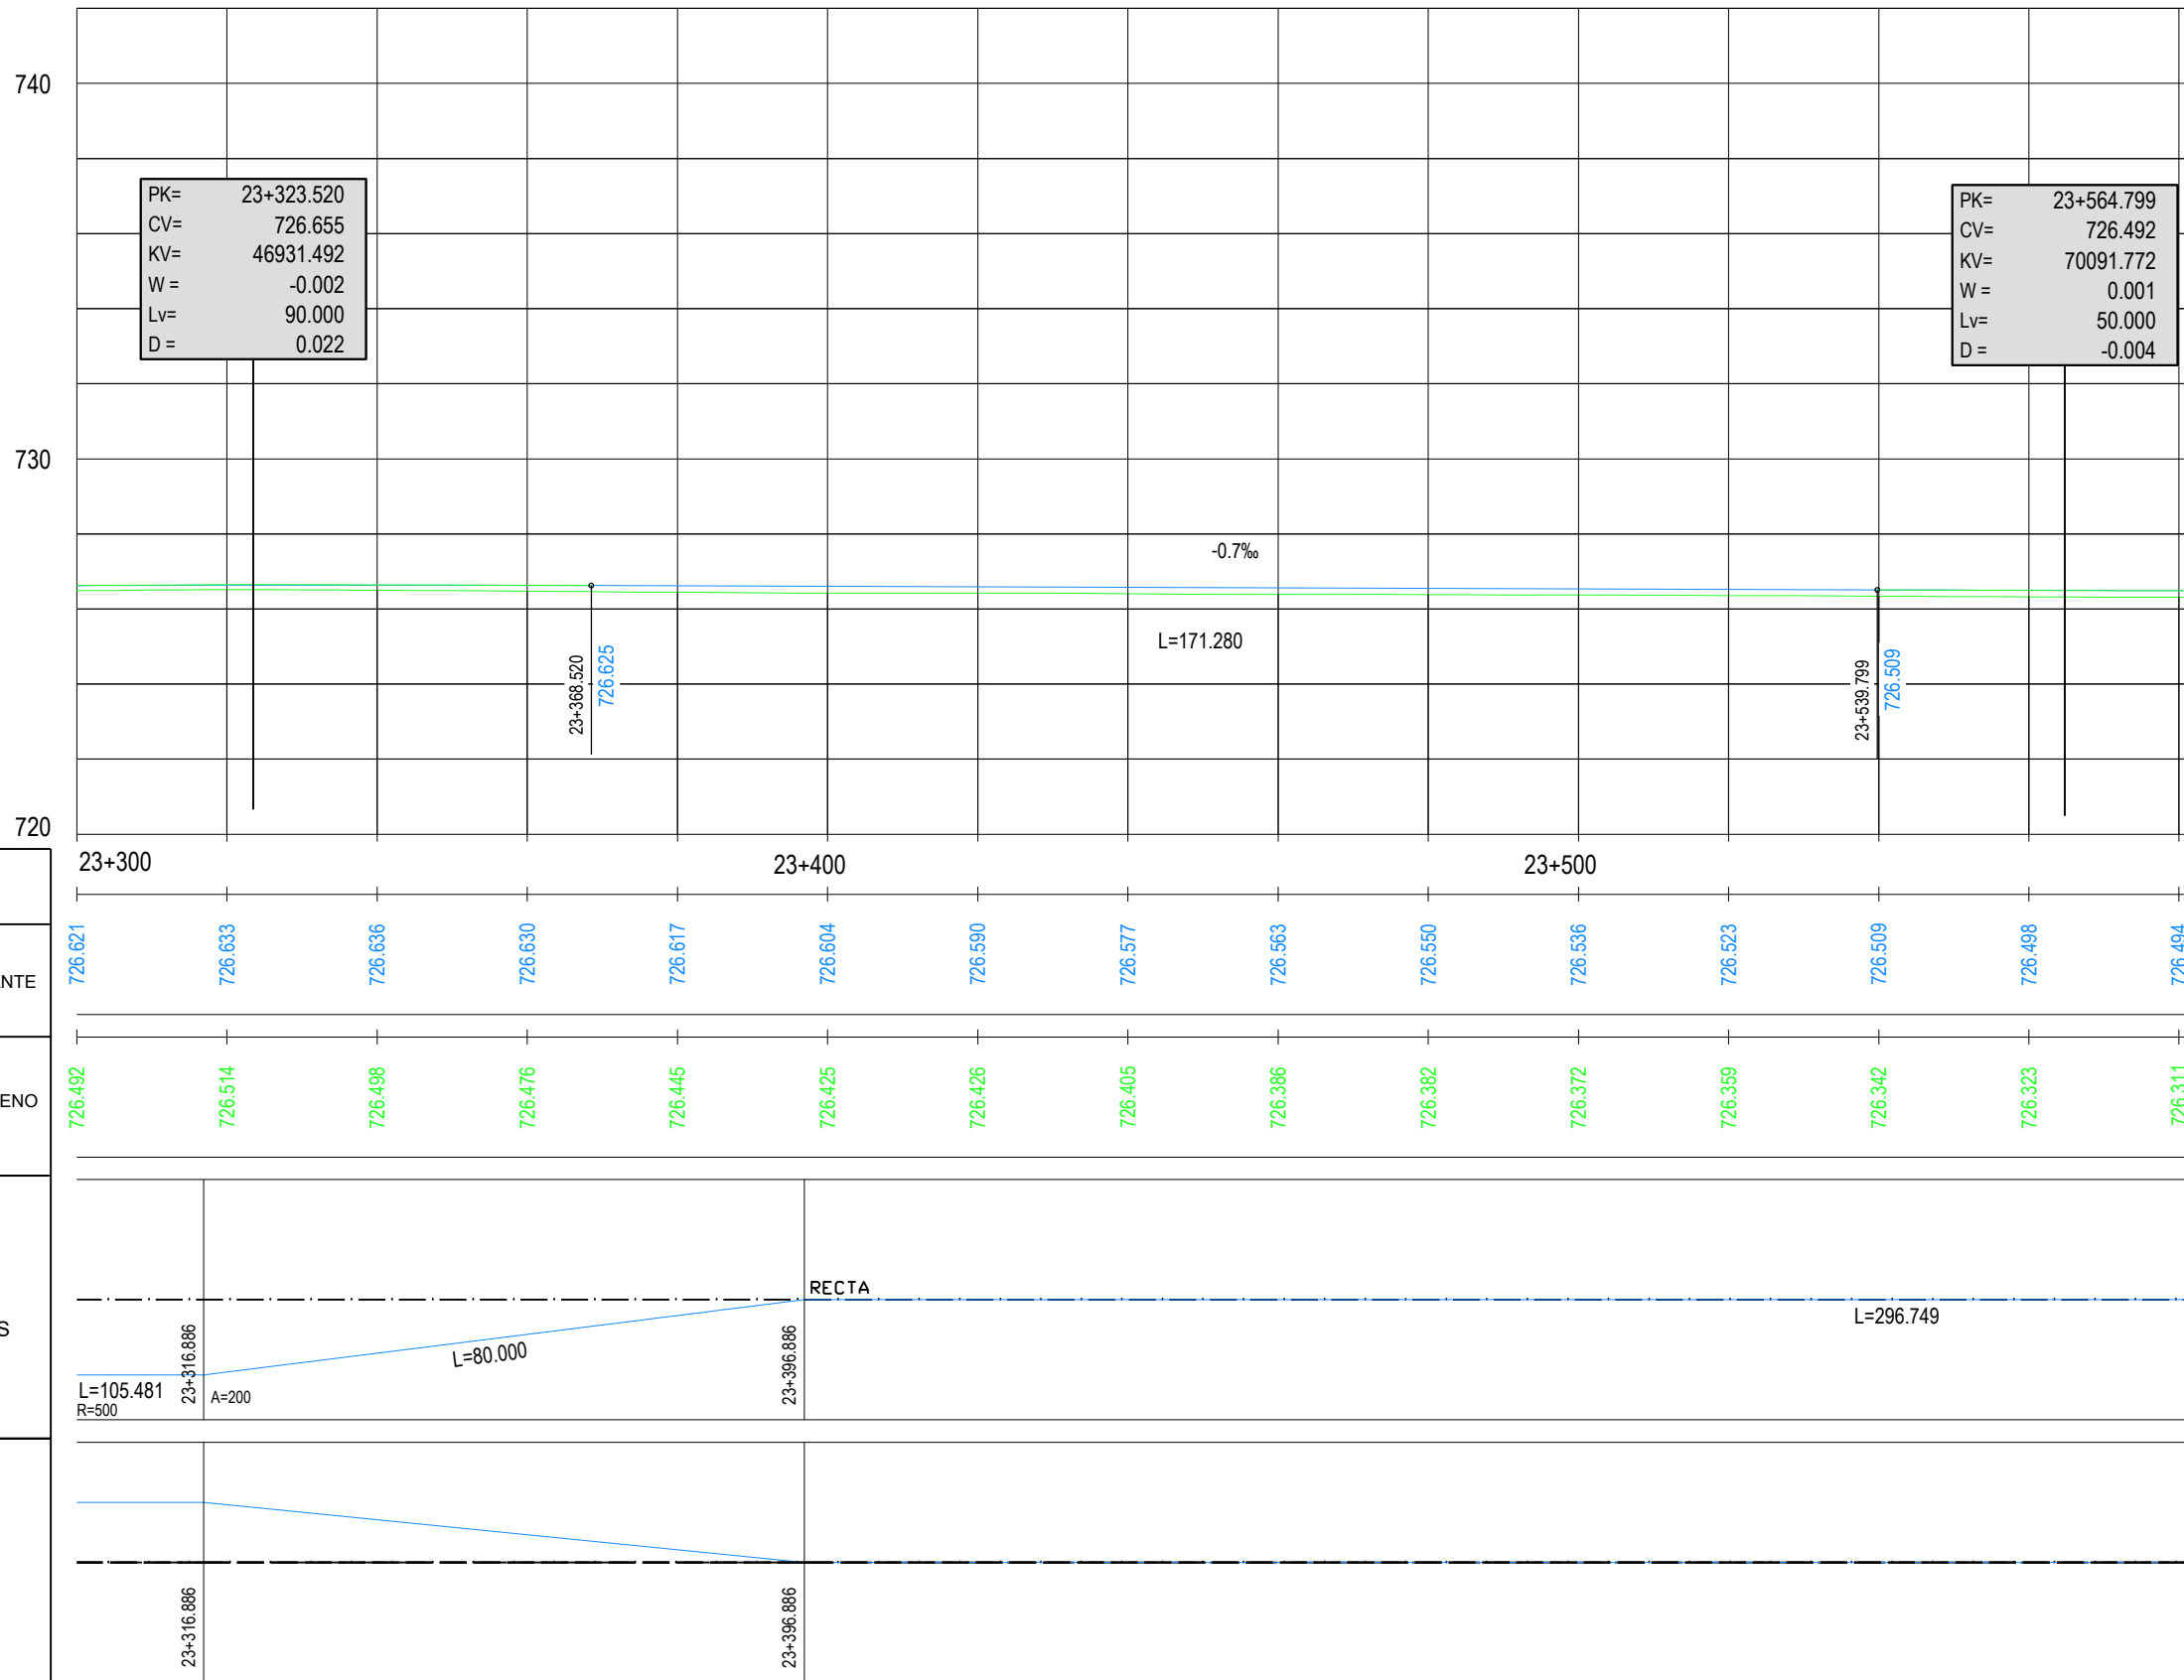 740
PK= 23+323.520
CV= 726.655
KV= 46931.492
W = -0.002
Lv= 90.000
D = 0.022
PK= 23+564.799
CV= 726.492
KV= 70091.772
W = 0.001
Lv= 50.000
D = -0.004
730
-0.7‰
L=171.280
23+368.520
726.625
23+539.799
726.509
720
23+300 23+400 23+500
NTE
726.621 726.633 726.636 726.630 726.617 726.604 726.590 726.577 726.563 726.550 726.536 726.523 726.509 726.498 726.494
ENO
726.492 726.514 726.498 726.476 726.445 726.425 726.426 726.405 726.386 726.382 726.372 726.359 726.342 726.323 726.311
RECTA
S
L=296.749
L=80.000
23+316.886
23+396.886
L=105.481
R=500
A=200
23+316.886
23+396.886